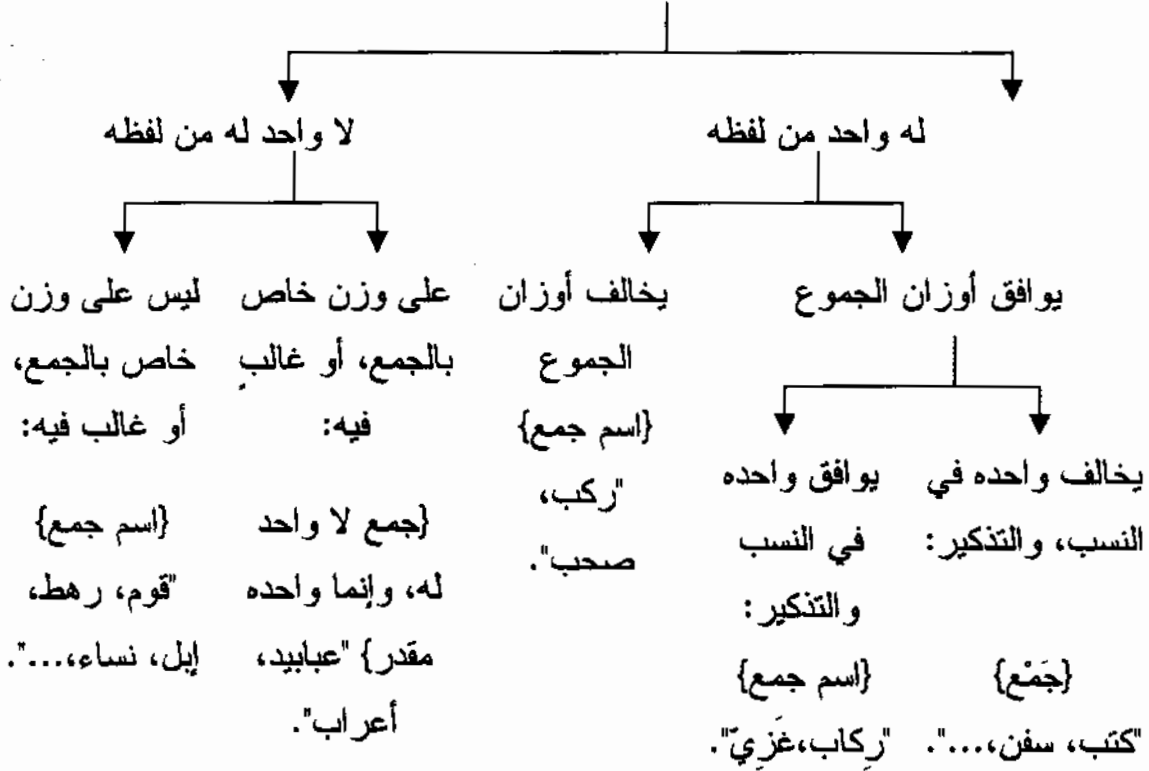 له واحد من لفظه
لا واحد له من لفظه
يوافق أوزان الجموع
يخالف أوزان
الجموع
{اسم جمع}
"ركب،
صحب".
على وزن خاص
بالجمع، أو غالبٍ
فيه:
{جمع لا واحد
له، وإنما واحده
مقدر} "عبابيد،
أعراب".
ليس على وزن
خاص بالجمع،
أو غالب فيه:
{اسم جمع}
"قوم، رهط،
إبل، نساء،...".
يخالف واحده في
النسب، والتذكير:
{جَمْع}
"كتب، سفن،...".
يوافق واحده
في النسب
والتذكير:
{اسم جمع}
"رِكاب،غَزِيّ".